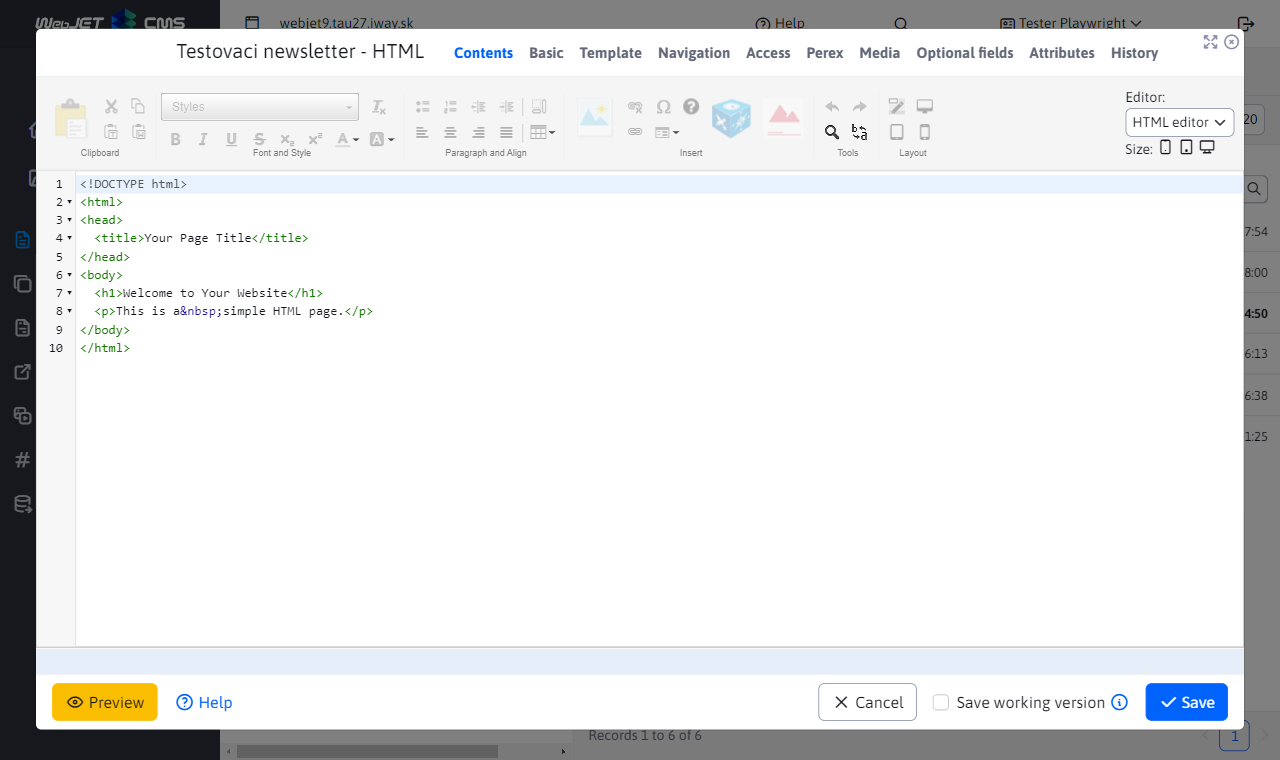 WebJET CMS
webjet9.tau27.iway.sk
Help
Tester Playwright
Testovaci newsletter - HTML
Contents Basic Template Navigation Access Perex Media Optional fields Attributes History
Styles
Clipboard
Font and Style
Paragraph and Align
Insert
Tools
Layout
Editor:
HTML editor
Size:
20
1 <!DOCTYPE html>
2 <html>
3 <head>
4 <title>Your Page Title</title>
5 </head>
6 <body>
7 <h1>Welcome to Your Website</h1>
8 <p>This is a&nbsp;simple HTML page.</p>
9 </body>
10 </html>
7:54
8:00
4:50
6:13
6:38
1:25
Preview
Help
Cancel
Save working version
Save
Records 1 to 6 of 6
1